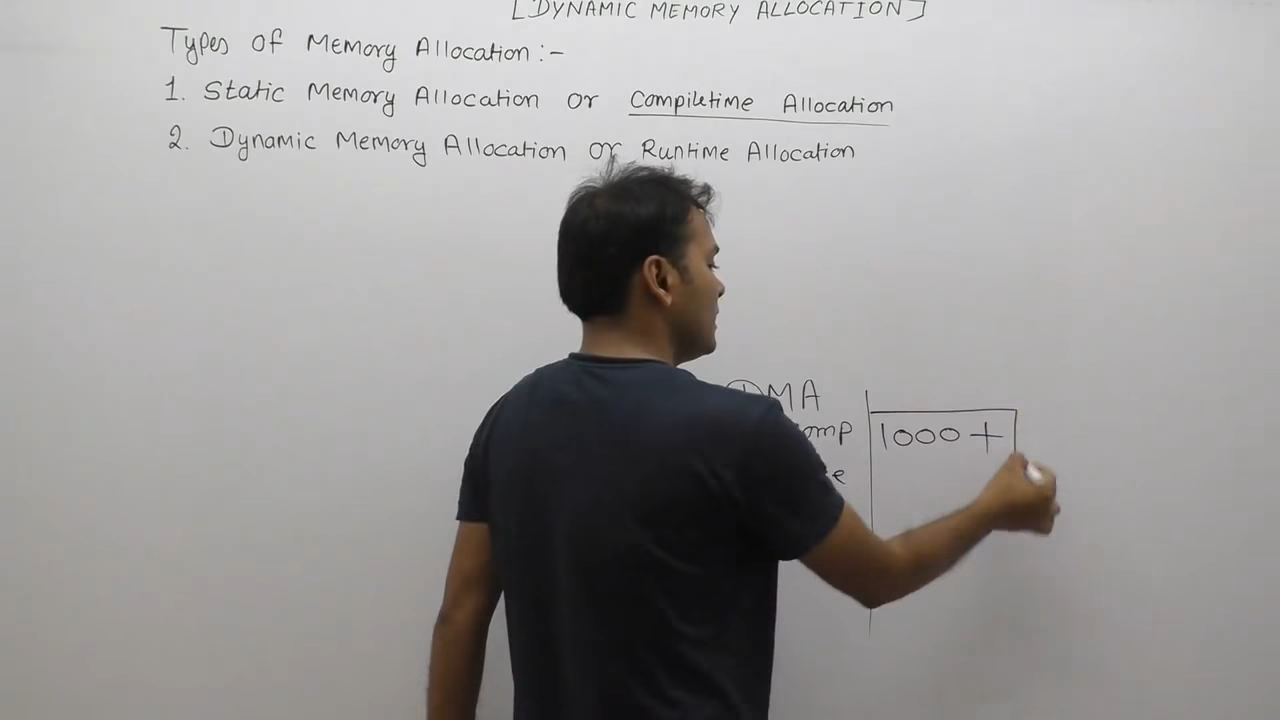 [DYNAMIC MEMORY ALLOCATION]
Types of Memory Allocation :-
1. Static Memory Allocation or Compiletime Allocation
2. Dynamic Memory Allocation or Runtime Allocation
DMA
1000 +